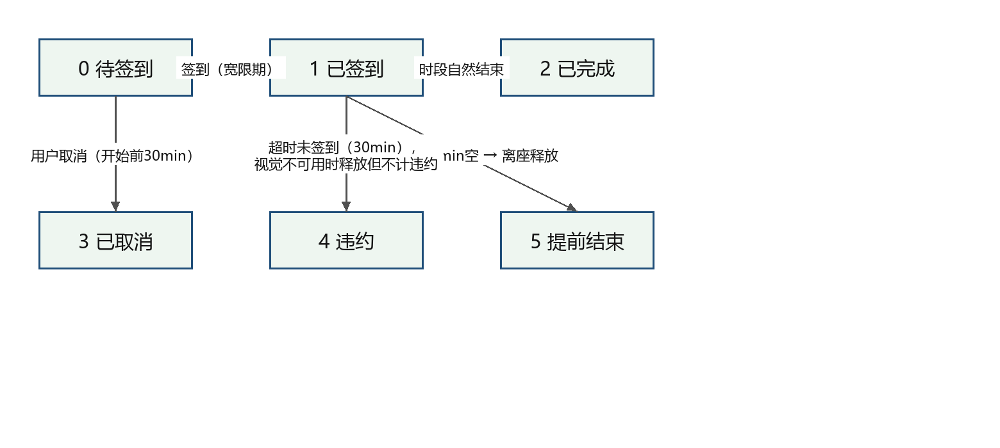 0 待签到
签到（宽限期）
1 已签到
时段自然结束
2 已完成
用户取消（开始前30min）
超时未签到（30min），
视觉不可用时释放但不计违约
min空 → 离座释放
3 已取消
4 违约
5 提前结束